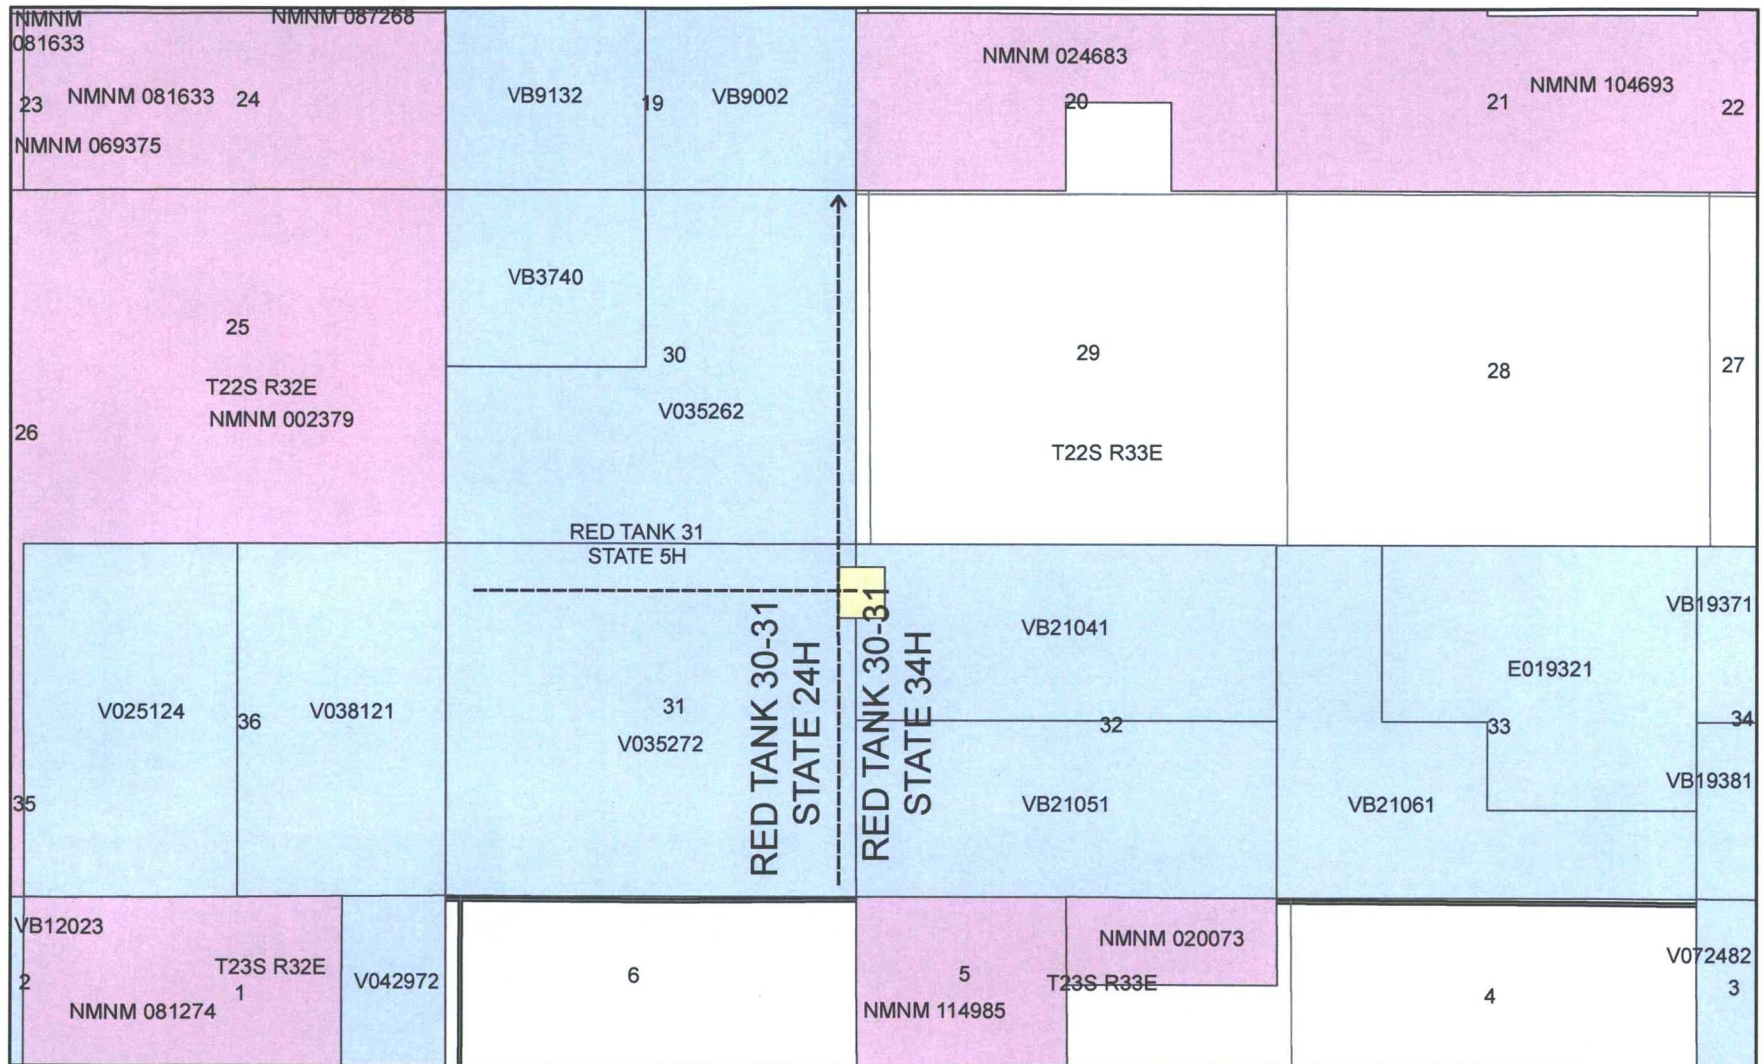 NMNM
081633
NMNM 087268
NMNM 024683
NMNM 104693
23
NMNM 081633
24
VB9132
19
VB9002
20
21
22
NMNM 069375
VB3740
25
30
29
28
27
T22S R32E
NMNM 002379
V035262
26
T22S R33E
RED TANK 31
STATE 5H
RED TANK 30-31
STATE 24H
RED TANK 30-31
STATE 34H
VB21041
VB19371
E019321
V025124
36
V038121
31
V035272
32
33
34
35
VB21051
VB21061
VB19381
VB12023
T23S R32E
2
1
NMNM 081274
V042972
6
5
NMNM 114985
NMNM 020073
T23S R33E
4
V072482
3